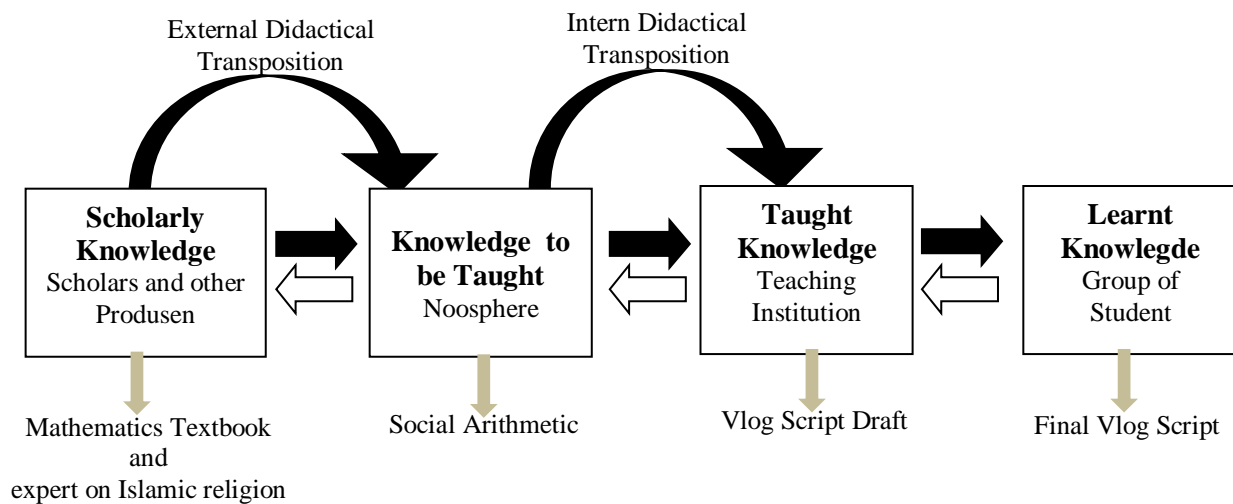 External Didactical
Transposition
Intern Didactical
Transposition
Scholarly
Knowledge
Scholars and other
Produsen
Knowledge to
be Taught
Noosphere
Taught
Knowledge
Teaching
Institution
Learnt
Knowlegde
Group of
Student
Mathematics Textbook
and
expert on Islamic religion
Social Arithmetic
Vlog Script Draft
Final Vlog Script